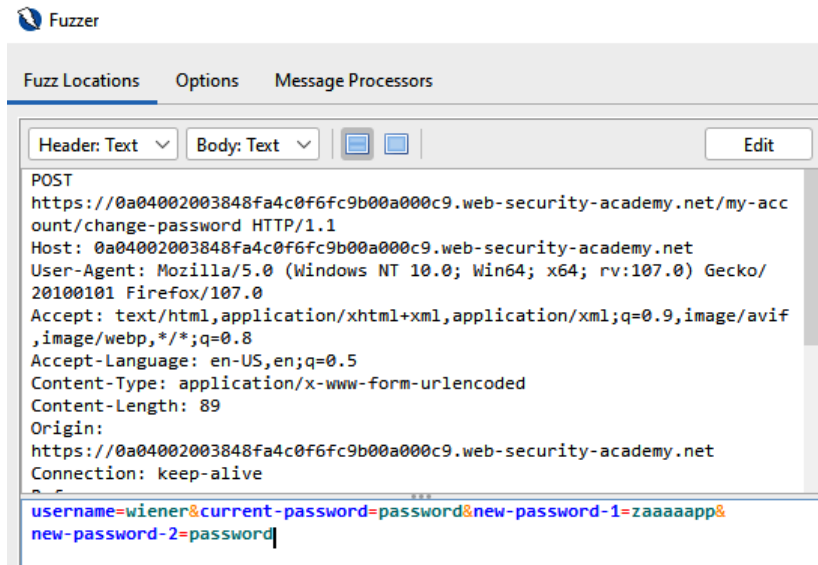 Fuzzer
Fuzz Locations Options Message Processors
Header: Text Body: Text Edit
POST
https://0a04002003848fa4c0f6fc9b00a000c9.web-security-academy.net/my-acc
ount/change-password HTTP/1.1
Host: 0a04002003848fa4c0f6fc9b00a000c9.web-security-academy.net
User-Agent: Mozilla/5.0 (Windows NT 10.0; Win64; x64; rv:107.0) Gecko/
20100101 Firefox/107.0
Accept: text/html,application/xhtml+xml,application/xml;q=0.9,image/avif
,image/webp,*/*;q=0.8
Accept-Language: en-US,en;q=0.5
Content-Type: application/x-www-form-urlencoded
Content-Length: 89
Origin:
https://0a04002003848fa4c0f6fc9b00a000c9.web-security-academy.net
Connection: keep-alive
username=wiener&current-password=password&new-password-1=zaaaaapp&
new-password-2=password